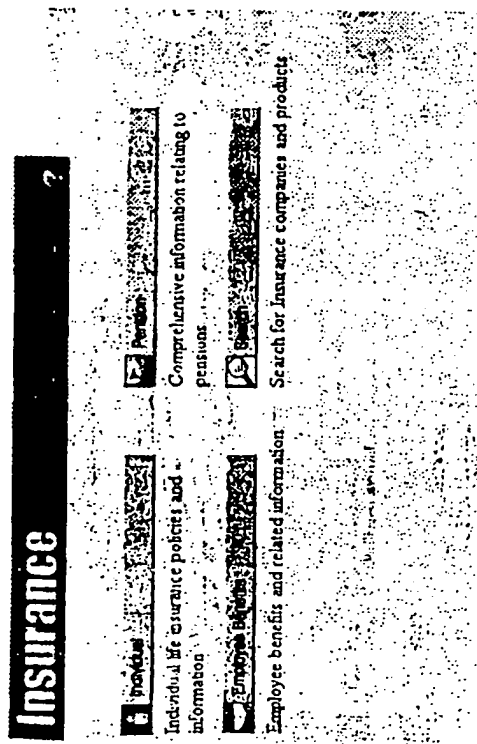 Insurance ?
Individual
Individual life insurance policies and
information
Pension
Comprehensive information relating to
pensions
Employee Benefits
Employee benefits and related information
Search
Search for Insurance companies and products